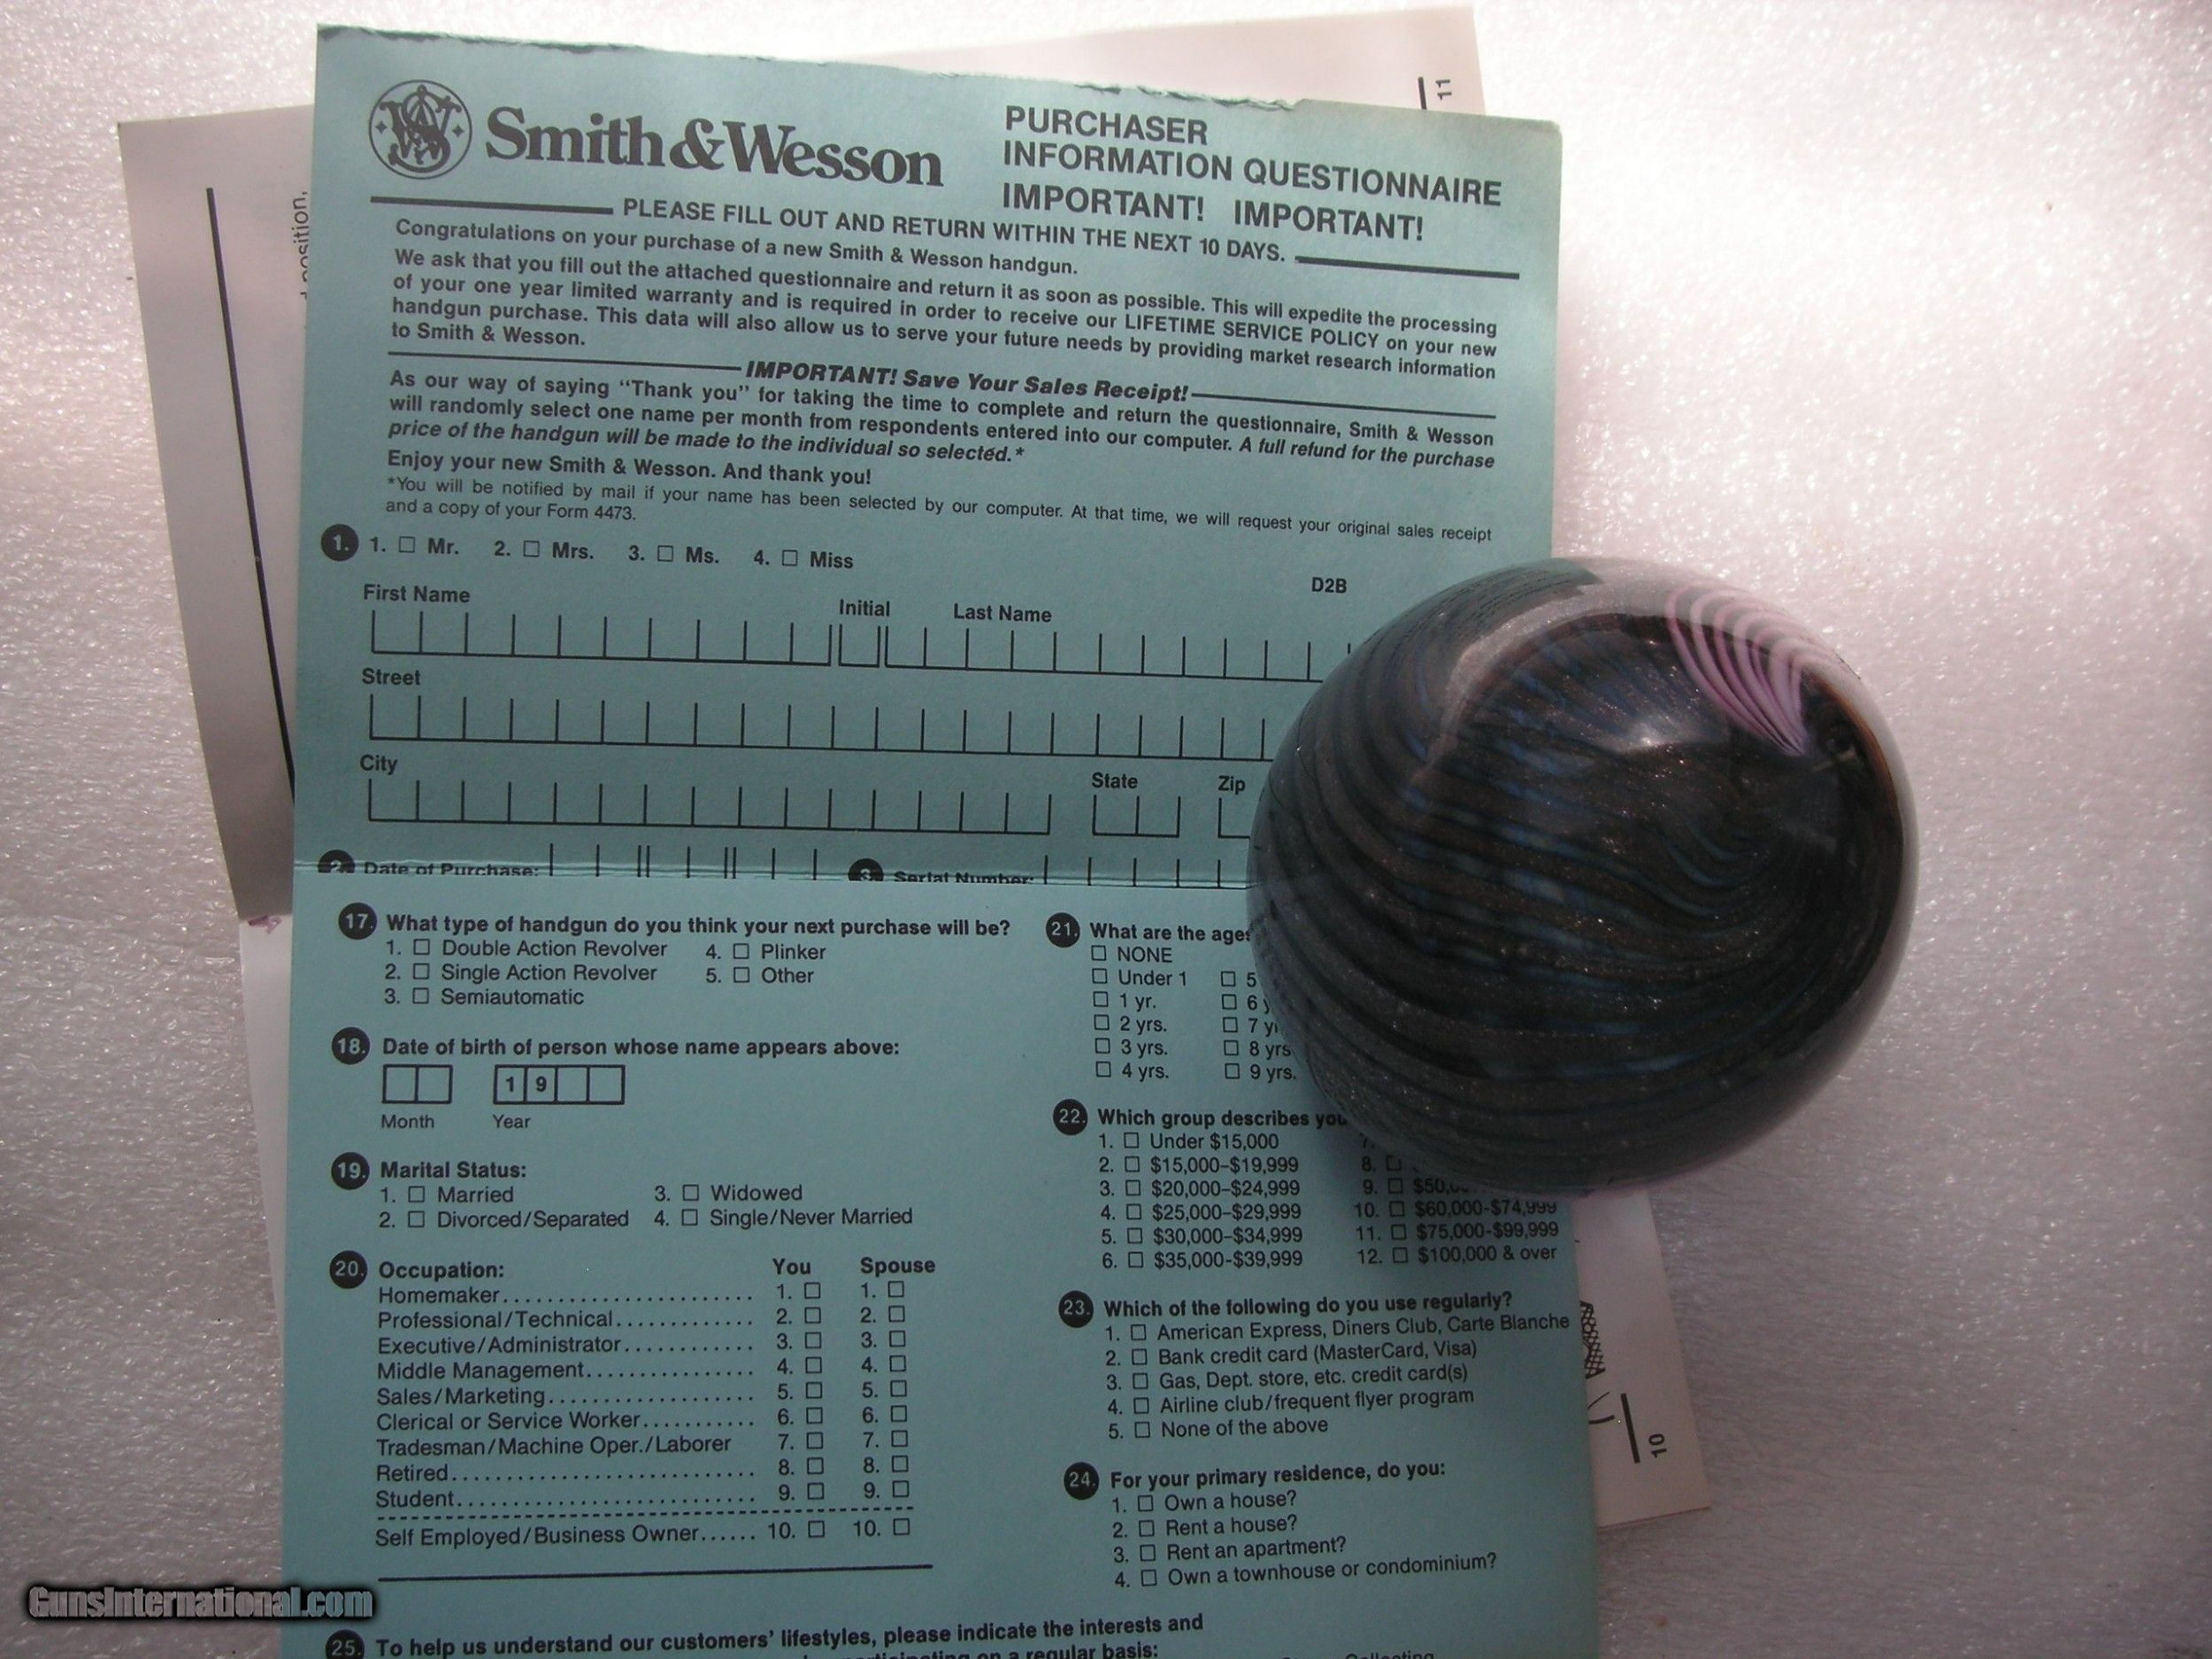 Smith & Wesson
PURCHASER
INFORMATION QUESTIONNAIRE
IMPORTANT! IMPORTANT!
PLEASE FILL OUT AND RETURN WITHIN THE NEXT 10 DAYS.
Congratulations on your purchase of a new Smith & Wesson handgun.
We ask that you fill out the attached questionnaire and return it as soon as possible. This will expedite the processing
of your one year limited warranty and is required in order to receive our LIFETIME SERVICE POLICY on your new
handgun purchase. This data will also allow us to serve your future needs by providing market research information
to Smith & Wesson.
IMPORTANT! Save Your Sales Receipt!
As our way of saying "Thank you" for taking the time to complete and return the questionnaire, Smith & Wesson
will randomly select one name per month from respondents entered into our computer. A full refund for the purchase
price of the handgun will be made to the individual so selected.*
Enjoy your new Smith & Wesson. And thank you!
*You will be notified by mail if your name has been selected by our computer. At that time, we will request your original sales receipt
and a copy of your Form 4473.
1. 1. □ Mr. 2. □ Mrs. 3. □ Ms. 4. □ Miss
D2B
First Name Initial Last Name
Street
City State Zip
2. Date of Purchase: 3. Serial Number:
17. What type of handgun do you think your next purchase will be?
1. □ Double Action Revolver 4. □ Plinker
2. □ Single Action Revolver 5. □ Other
3. □ Semiautomatic
18. Date of birth of person whose name appears above:
19
Month Year
19. Marital Status:
1. □ Married 3. □ Widowed
2. □ Divorced/Separated 4. □ Single/Never Married
20. Occupation: You Spouse
Homemaker........................ 1. □ 1. □
Professional/Technical............. 2. □ 2. □
Executive/Administrator............ 3. □ 3. □
Middle Management................ 4. □ 4. □
Sales/Marketing.................... 5. □ 5. □
Clerical or Service Worker........... 6. □ 6. □
Tradesman/Machine Oper./Laborer 7. □ 7. □
Retired............................. 8. □ 8. □
Student............................ 9. □ 9. □
Self Employed/Business Owner...... 10. □ 10. □
21. What are the ages
□ NONE
□ Under 1 □ 5
□ 1 yr. □ 6
□ 2 yrs. □ 7
□ 3 yrs. □ 8 yrs
□ 4 yrs. □ 9 yrs.
22. Which group describes you
1. □ Under $15,000 7.
2. □ $15,000–$19,999 8. □
3. □ $20,000–$24,999 9. □ $50,
4. □ $25,000–$29,999 10. □ $60,000-$74,999
5. □ $30,000–$34,999 11. □ $75,000-$99,999
6. □ $35,000-$39,999 12. □ $100,000 & over
23. Which of the following do you use regularly?
1. □ American Express, Diners Club, Carte Blanche
2. □ Bank credit card (MasterCard, Visa)
3. □ Gas, Dept. store, etc. credit card(s)
4. □ Airline club/frequent flyer program
5. □ None of the above
24. For your primary residence, do you:
1. □ Own a house?
2. □ Rent a house?
3. □ Rent an apartment?
4. □ Own a townhouse or condominium?
25. To help us understand our customers' lifestyles, please indicate the interests and
on a regular basis:
position,
11
10
GunsInternational.com